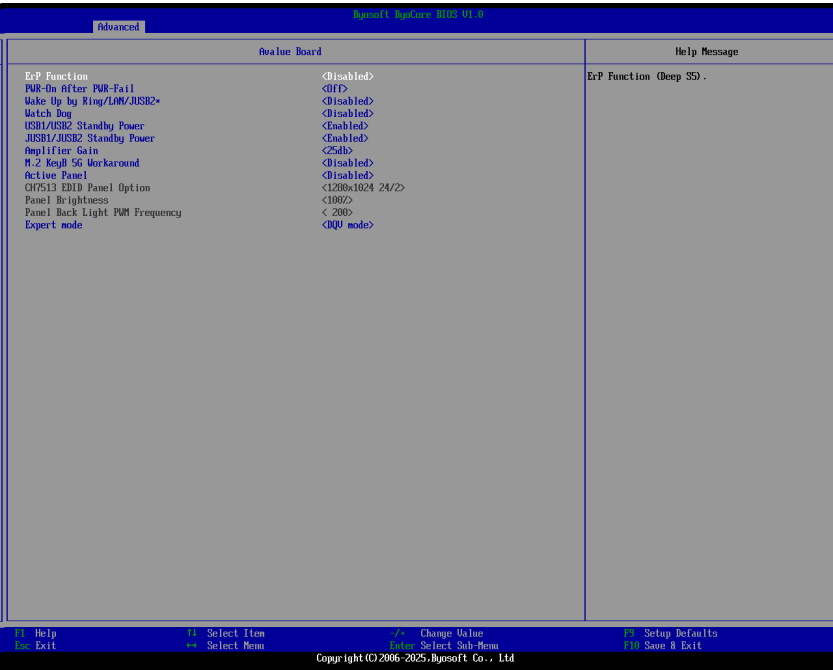 Byosoft ByoCore BIOS V1.0
Advanced
Avalue Board
Help Message
ErP Function <Disabled>
ErP Function (Deep S5).
PWR-On After PWR-Fail <Off>
Wake Up by Ring/LAN/JUSB2* <Disabled>
Watch Dog <Disabled>
USB1/USB2 Standby Power <Enabled>
JUSB1/JUSB2 Standby Power <Enabled>
Amplifier Gain <25db>
M.2 KeyB 5G Workaround <Disabled>
Active Panel <Disabled>
CH7513 EDID Panel Option <1280x1024 24/2>
Panel Brightness <100%>
Panel Back Light PWM Frequency < 200>
Expert mode <DQV mode>
F1 Help ↑↓ Select Item -/+ Change Value F9 Setup Defaults
Esc Exit ↔ Select Menu Enter Select Sub-Menu F10 Save & Exit
Copyright(C)2006-2025,Byosoft Co., Ltd